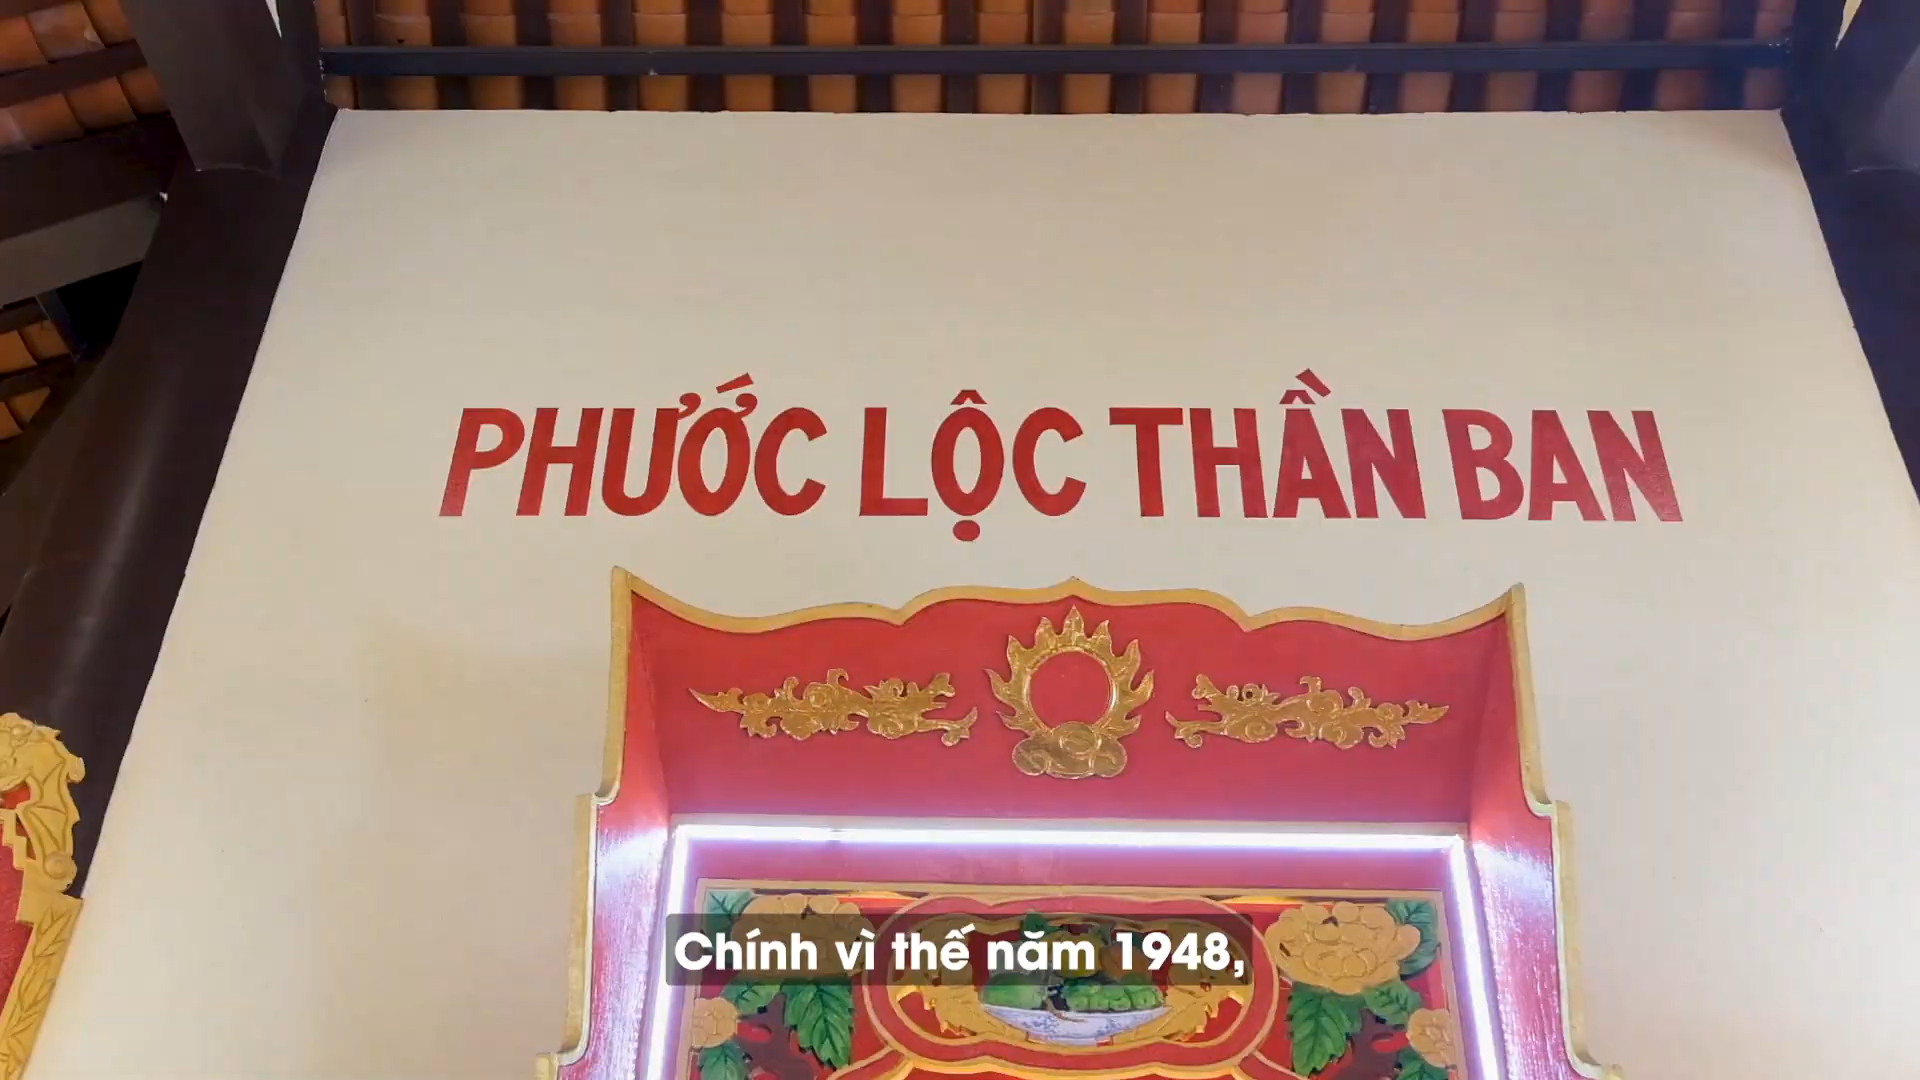 PHƯỚC LỘC THẦN BAN
Chính vì thế năm 1948,